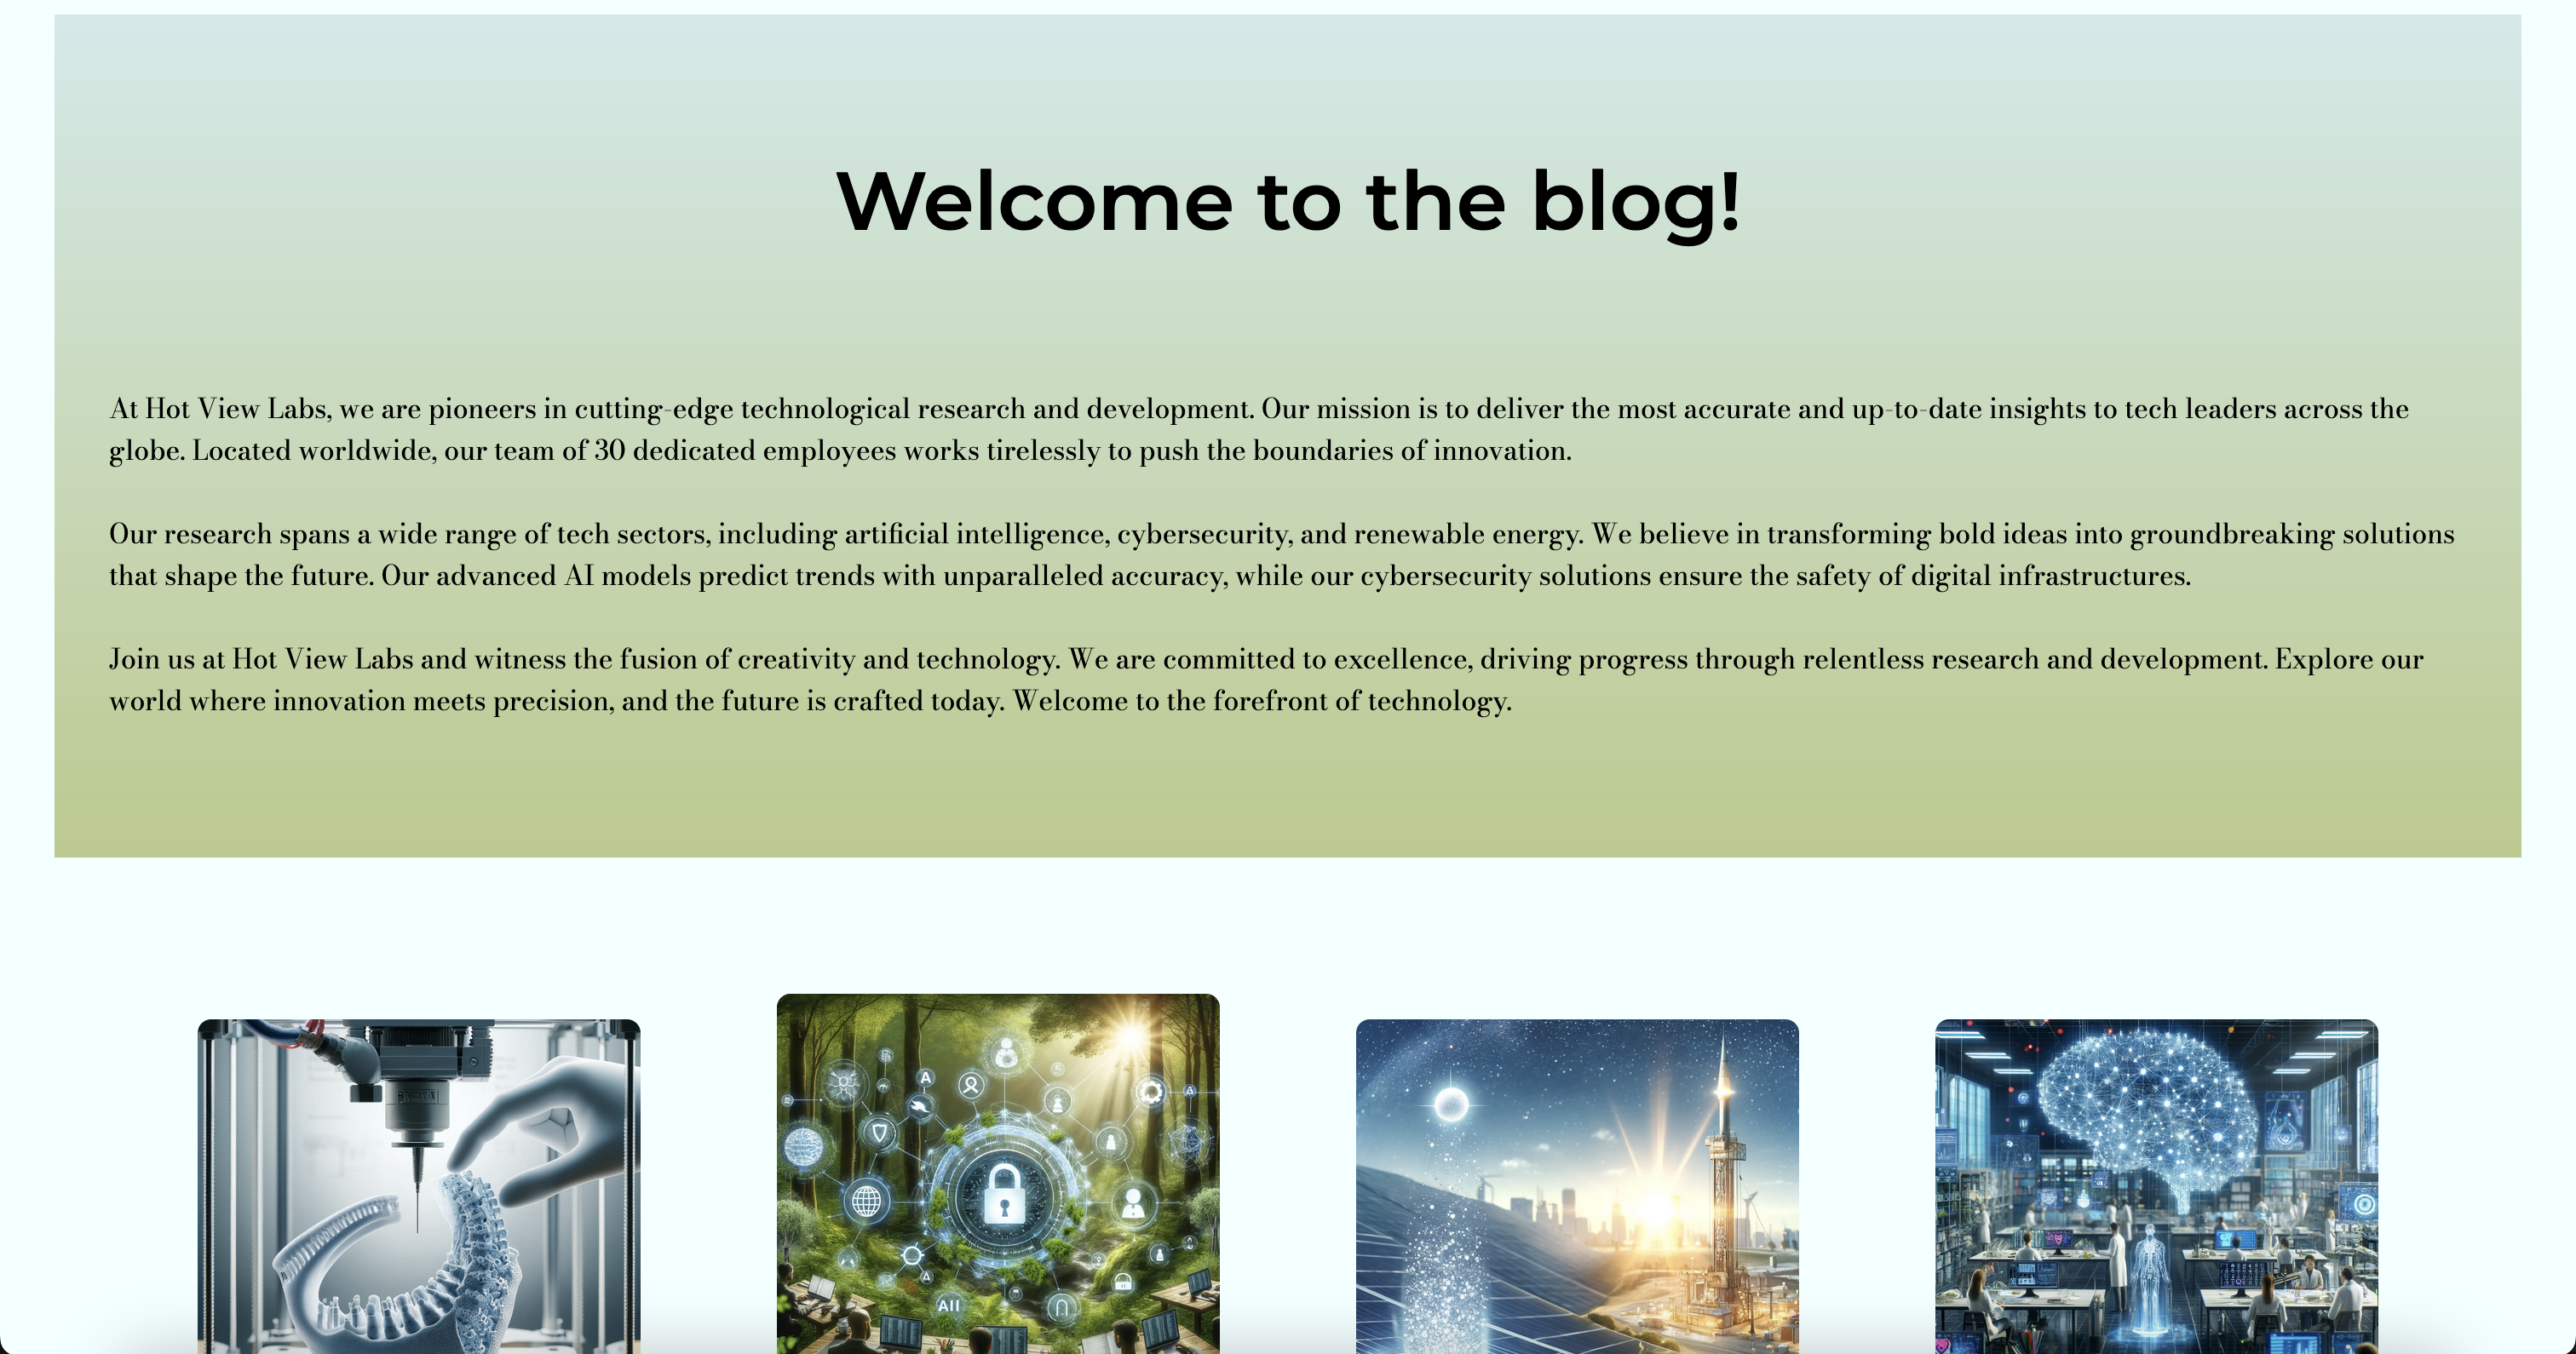 Welcome to the blog!
At Hot View Labs, we are pioneers in cutting-edge technological research and development. Our mission is to deliver the most accurate and up-to-date insights to tech leaders across the
globe. Located worldwide, our team of 30 dedicated employees works tirelessly to push the boundaries of innovation.
Our research spans a wide range of tech sectors, including artificial intelligence, cybersecurity, and renewable energy. We believe in transforming bold ideas into groundbreaking solutions
that shape the future. Our advanced AI models predict trends with unparalleled accuracy, while our cybersecurity solutions ensure the safety of digital infrastructures.
Join us at Hot View Labs and witness the fusion of creativity and technology. We are committed to excellence, driving progress through relentless research and development. Explore our
world where innovation meets precision, and the future is crafted today. Welcome to the forefront of technology.
A
A
A
AII